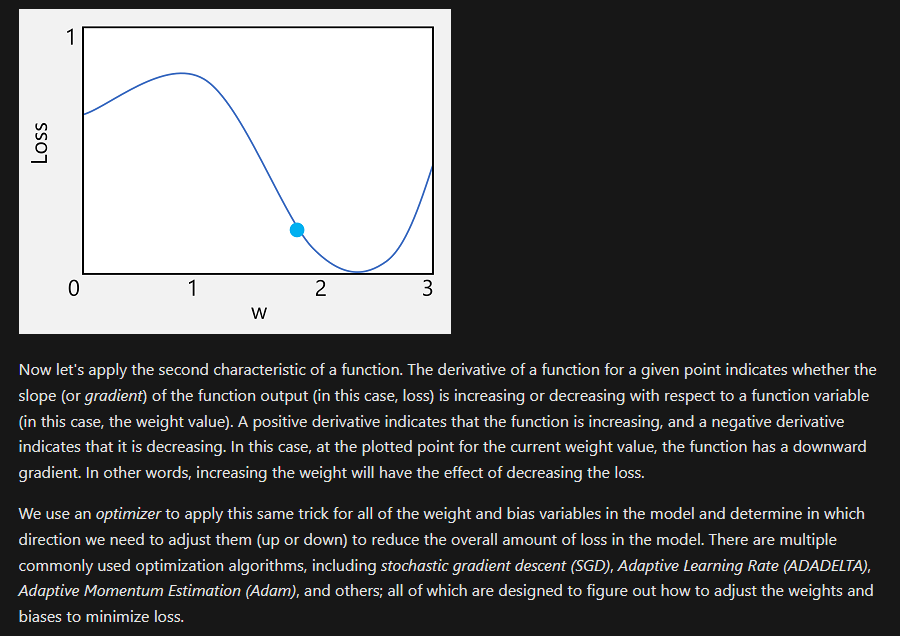 1
Loss
0 1 2 3
w
Now let's apply the second characteristic of a function. The derivative of a function for a given point indicates whether the
slope (or gradient) of the function output (in this case, loss) is increasing or decreasing with respect to a function variable
(in this case, the weight value). A positive derivative indicates that the function is increasing, and a negative derivative
indicates that it is decreasing. In this case, at the plotted point for the current weight value, the function has a downward
gradient. In other words, increasing the weight will have the effect of decreasing the loss.
We use an optimizer to apply this same trick for all of the weight and bias variables in the model and determine in which
direction we need to adjust them (up or down) to reduce the overall amount of loss in the model. There are multiple
commonly used optimization algorithms, including stochastic gradient descent (SGD), Adaptive Learning Rate (ADADELTA),
Adaptive Momentum Estimation (Adam), and others; all of which are designed to figure out how to adjust the weights and
biases to minimize loss.